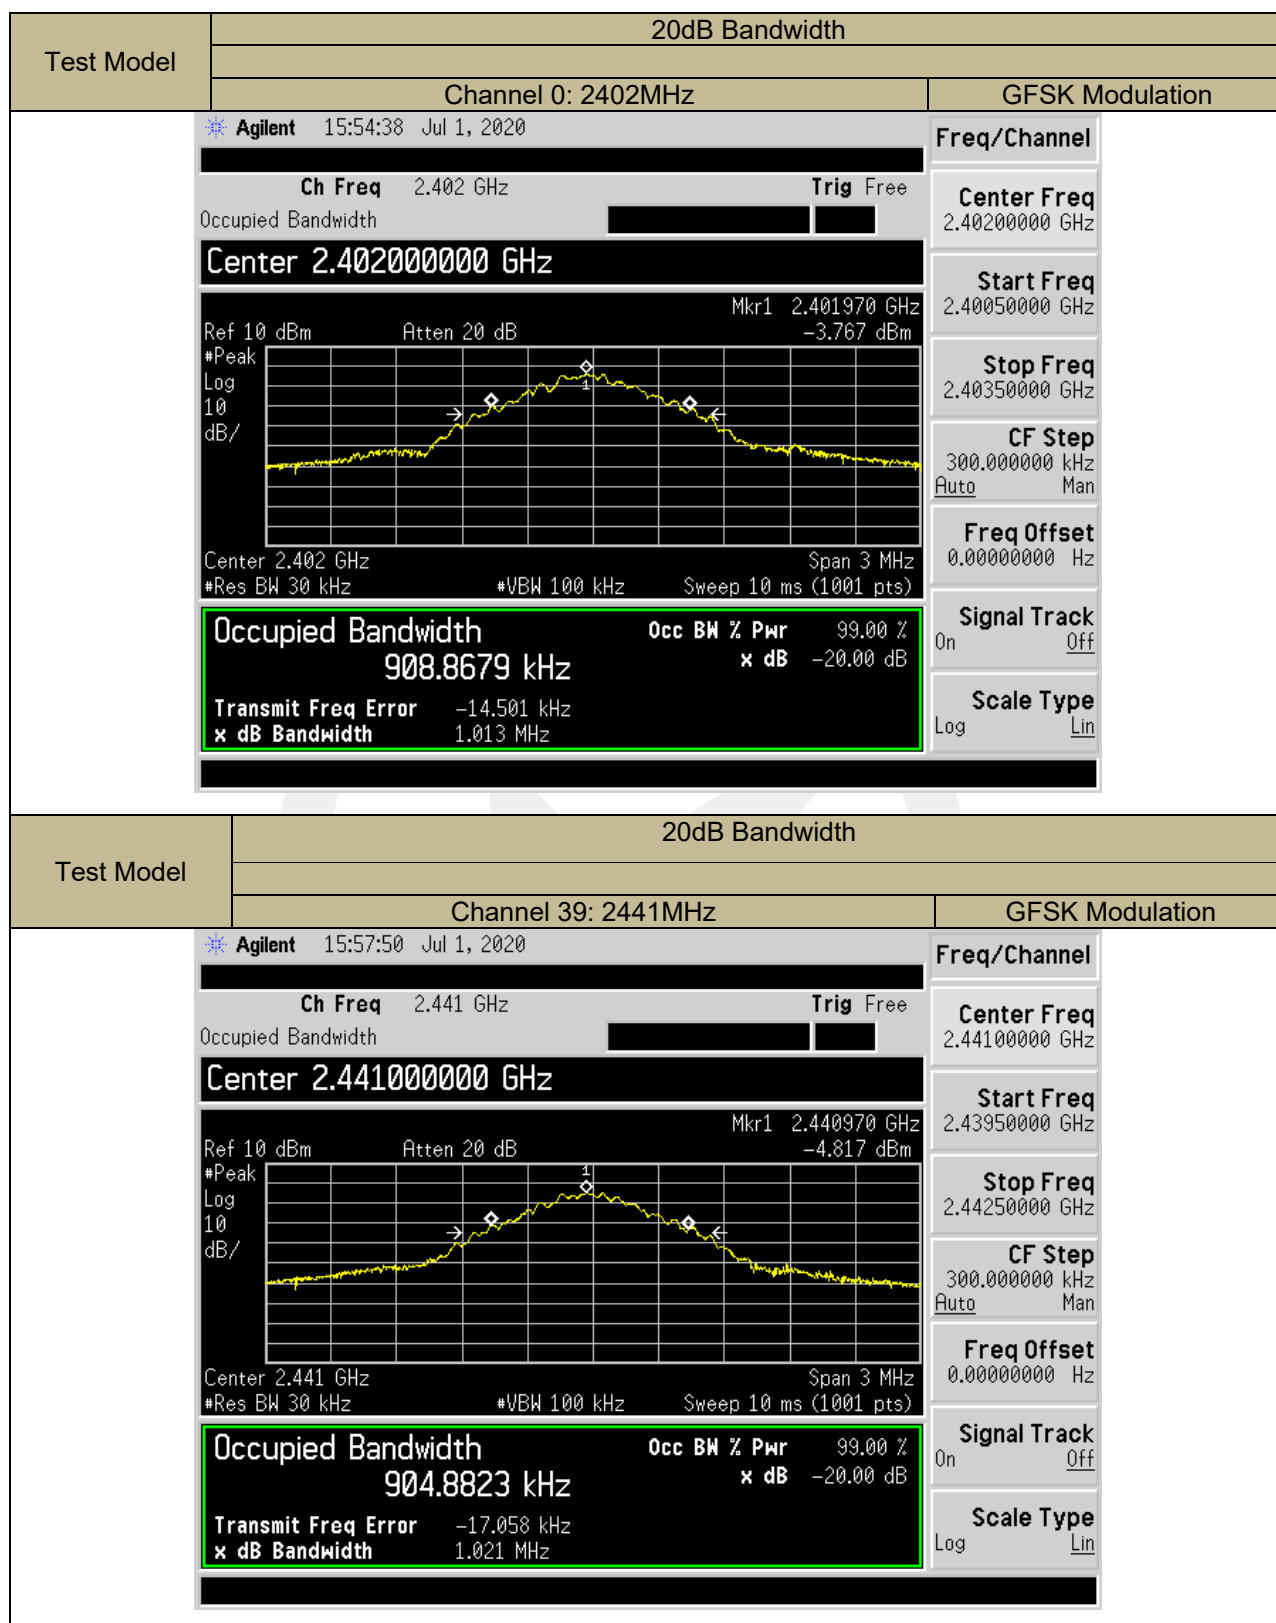 Test Model
20dB Bandwidth
Channel 0: 2402MHz
GFSK Modulation
Agilent 15:54:38 Jul 1, 2020
Freq/Channel
Ch Freq 2.402 GHz Trig Free
Occupied Bandwidth
Center 2.402000000 GHz
Mkr1 2.401970 GHz
Ref 10 dBm Atten 20 dB -3.767 dBm
#Peak
Log
10
dB/
1
Center 2.402 GHz Span 3 MHz
#Res BW 30 kHz #VBW 100 kHz Sweep 10 ms (1001 pts)
Occupied Bandwidth Occ BW % Pwr 99.00 %
908.8679 kHz x dB -20.00 dB
Transmit Freq Error -14.501 kHz
x dB Bandwidth 1.013 MHz
Center Freq
2.40200000 GHz
Start Freq
2.40050000 GHz
Stop Freq
2.40350000 GHz
CF Step
300.000000 kHz
Auto Man
Freq Offset
0.00000000 Hz
Signal Track
On Off
Scale Type
Log Lin
Test Model
20dB Bandwidth
Channel 39: 2441MHz
GFSK Modulation
Agilent 15:57:50 Jul 1, 2020
Freq/Channel
Ch Freq 2.441 GHz Trig Free
Occupied Bandwidth
Center 2.441000000 GHz
Mkr1 2.440970 GHz
Ref 10 dBm Atten 20 dB -4.817 dBm
#Peak
Log
10
dB/
1
Center 2.441 GHz Span 3 MHz
#Res BW 30 kHz #VBW 100 kHz Sweep 10 ms (1001 pts)
Occupied Bandwidth Occ BW % Pwr 99.00 %
904.8823 kHz x dB -20.00 dB
Transmit Freq Error -17.058 kHz
x dB Bandwidth 1.021 MHz
Center Freq
2.44100000 GHz
Start Freq
2.43950000 GHz
Stop Freq
2.44250000 GHz
CF Step
300.000000 kHz
Auto Man
Freq Offset
0.00000000 Hz
Signal Track
On Off
Scale Type
Log Lin